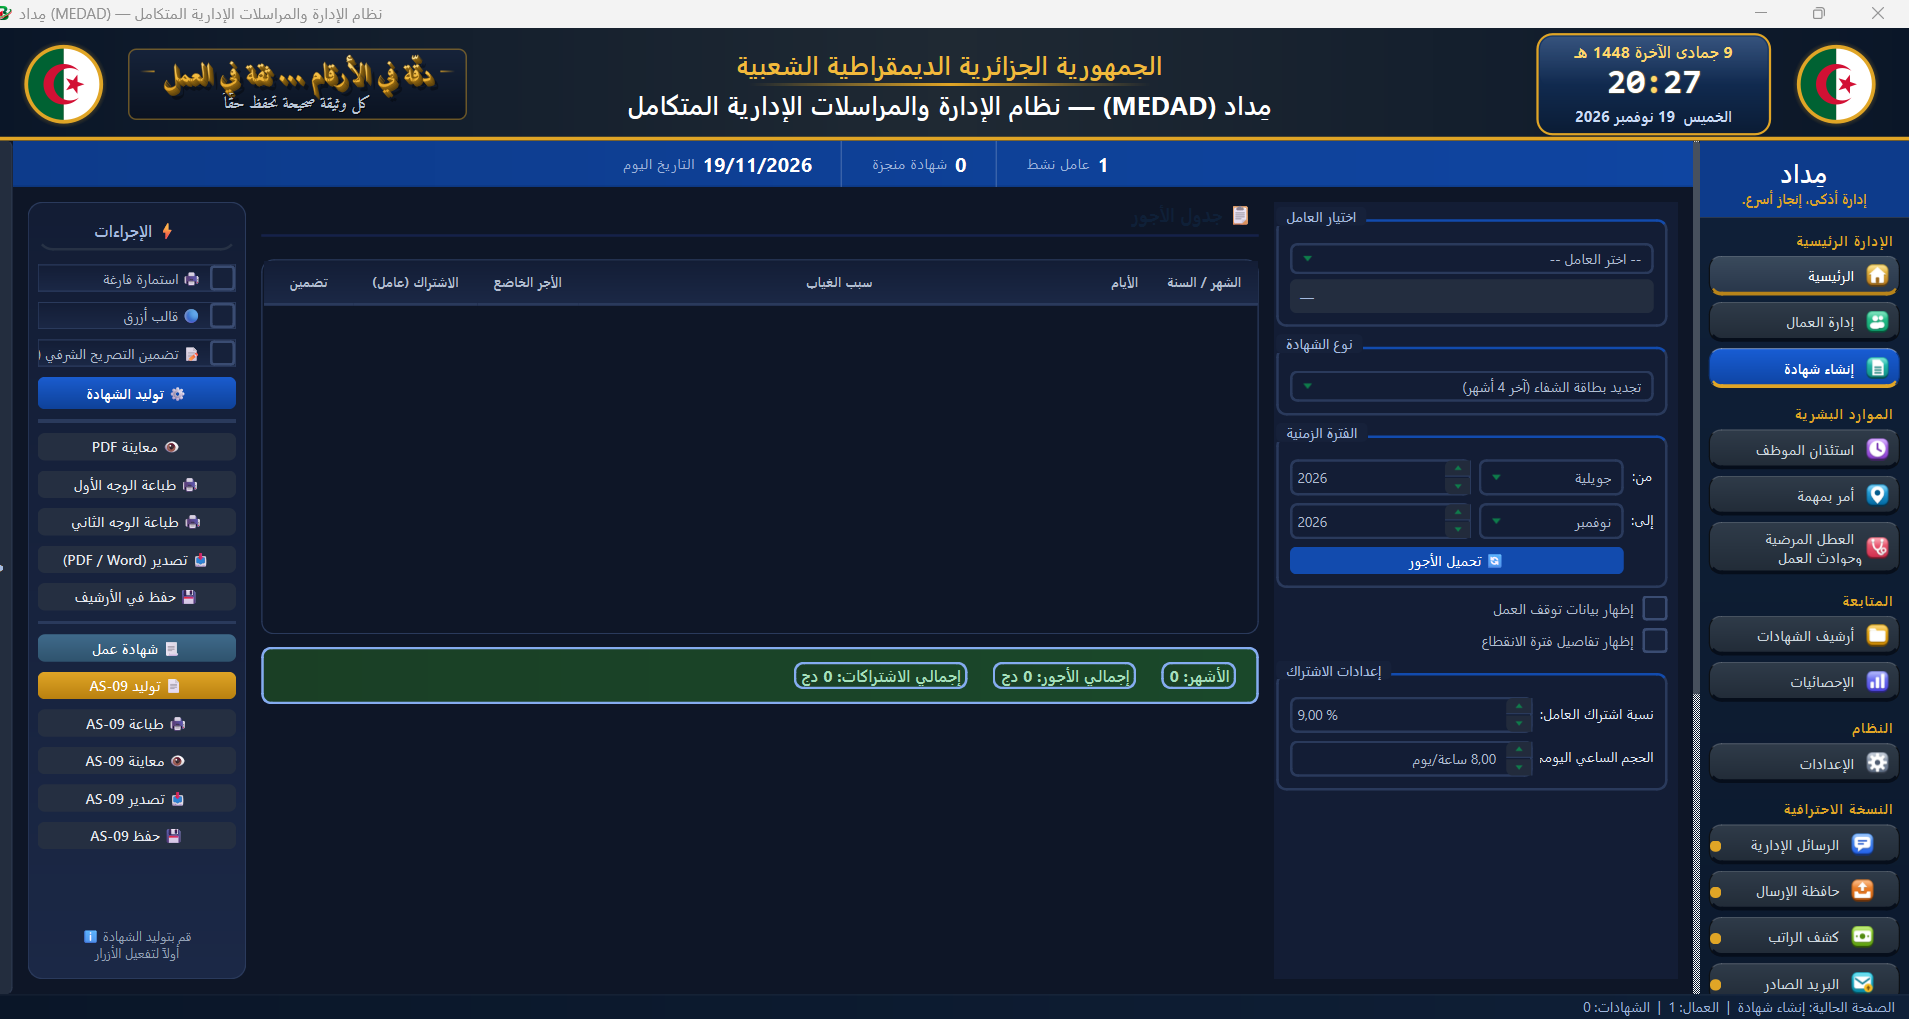 نظام الإدارة والمراسلات الإدارية المتكامل — (MEDAD) مِداد
9 جمادى الآخرة 1448 هـ
20:27
الخميس 19 نوفمبر 2026
الجمهورية الجزائرية الديمقراطية الشعبية
مِداد (MEDAD) — نظام الإدارة والمراسلات الإدارية المتكامل
– دقّة في الأرقام ... ثقة في العمل –
كل وثيقة صحيحة تحفظ حقًا
مِداد
إدارة أذكى. إنجاز أسرع.
الإدارة الرئيسية
الرئيسية
إدارة العمال
إنشاء شهادة
الموارد البشرية
استئذان الموظف
أمر بمهمة
العطل المرضية
وحوادث العمل
المتابعة
أرشيف الشهادات
الإحصائيات
النظام
الإعدادات
النسخة الاحترافية
الرسائل الإدارية
حافظة الإرسال
كشف الراتب
البريد الصادر
1 عامل نشط
0 شهادة منجزة
19/11/2026 التاريخ اليوم
اختيار العامل
-- اختر العامل --
—
نوع الشهادة
تجديد بطاقة الشفاء (آخر 4 أشهر)
الفترة الزمنية
من: جويلية 2026
إلى: نوفمبر 2026
تحميل الأجور
إظهار بيانات توقف العمل
إظهار تفاصيل فترة الانقطاع
إعدادات الاشتراك
نسبة اشتراك العامل: 9,00 %
الحجم الساعي اليومي 8,00 ساعة/يوم
جدول الأجور
الشهر / السنة الأيام سبب الغياب الأجر الخاضع الاشتراك (عامل) تضمين
الأشهر: 0 إجمالي الأجور: 0 دج إجمالي الاشتراكات: 0 دج
الإجراءات
استمارة فارغة
قالب أزرق
تضمين التصريح الشرفي (
توليد الشهادة
معاينة PDF
طباعة الوجه الأول
طباعة الوجه الثاني
تصدير (PDF / Word)
حفظ في الأرشيف
شهادة عمل
توليد AS-09
طباعة AS-09
معاينة AS-09
تصدير AS-09
حفظ AS-09
قم بتوليد الشهادة
أولاً لتفعيل الأزرار
الصفحة الحالية: إنشاء شهادة | العمال: 1 | الشهادات: 0